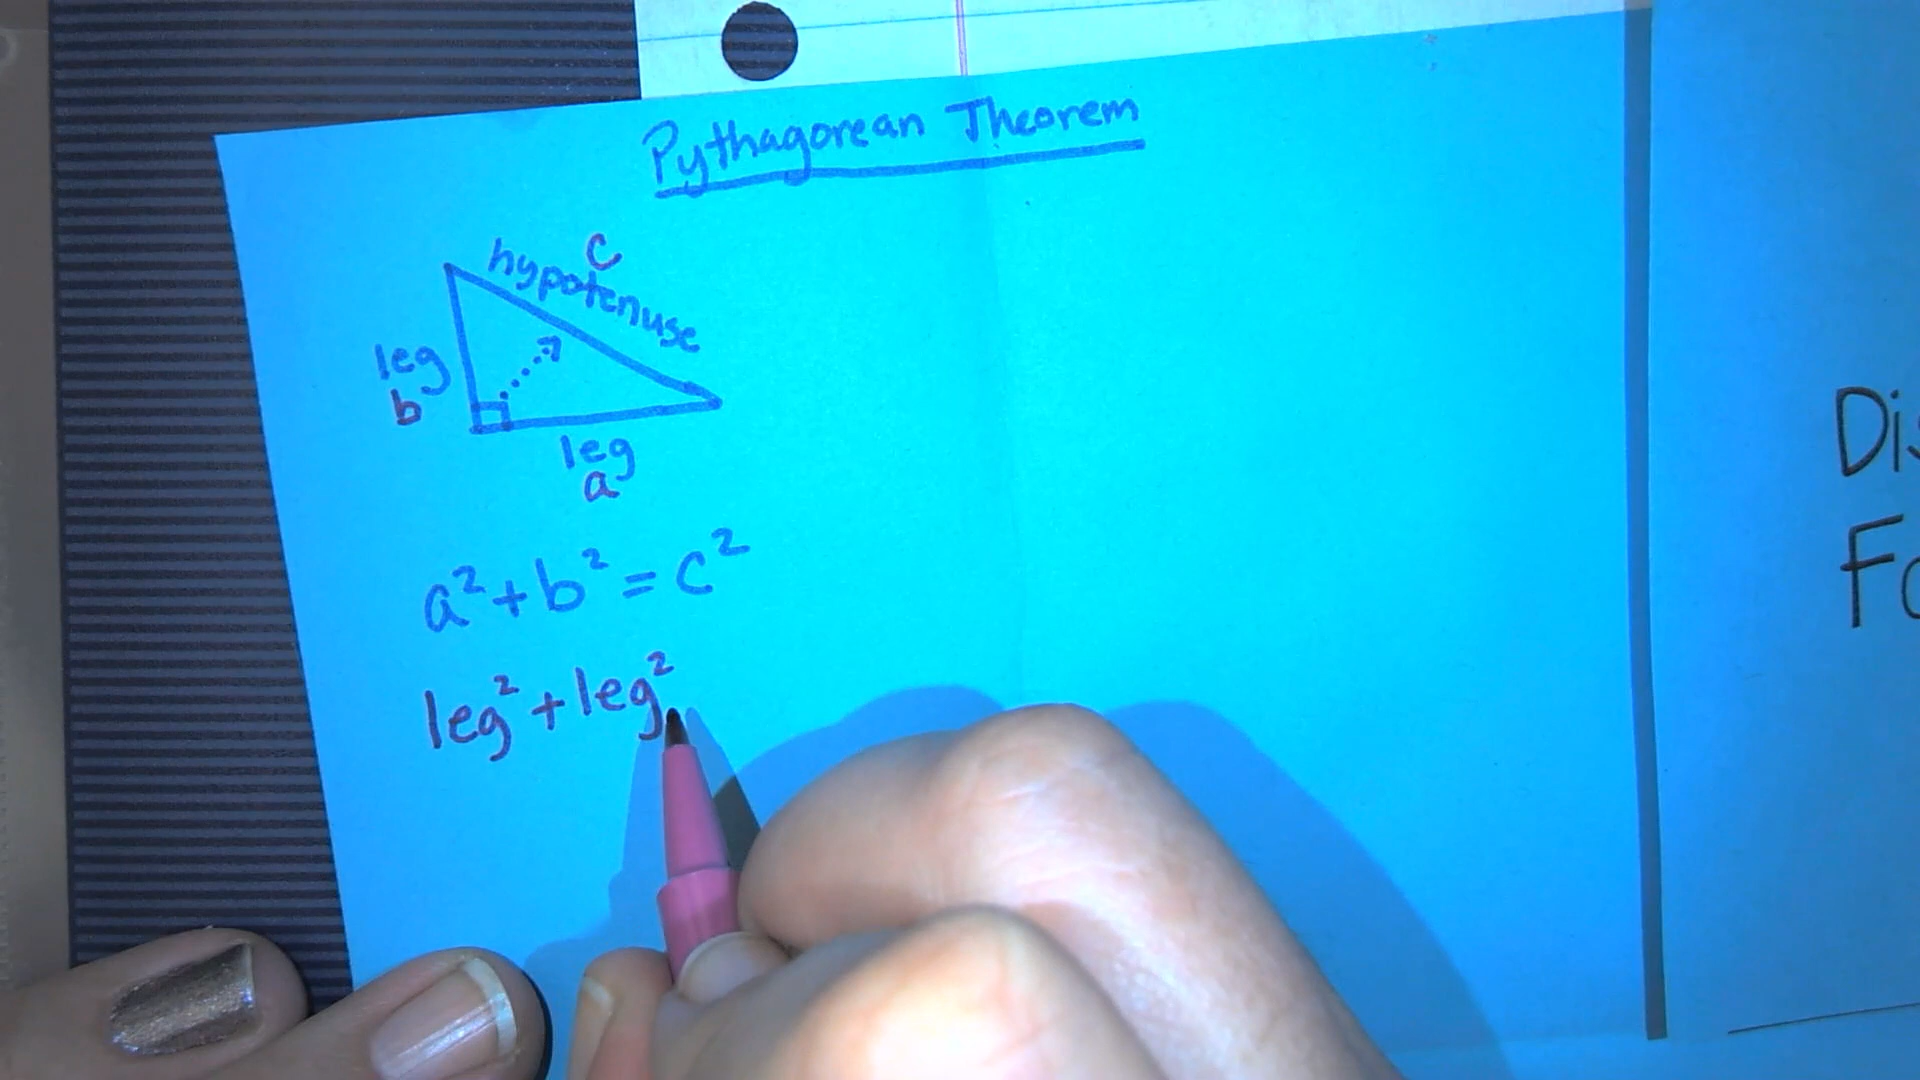 Pythagorean Theorem
c
hypotenuse
leg
b
leg
a
a² + b² = c²
leg² + leg²